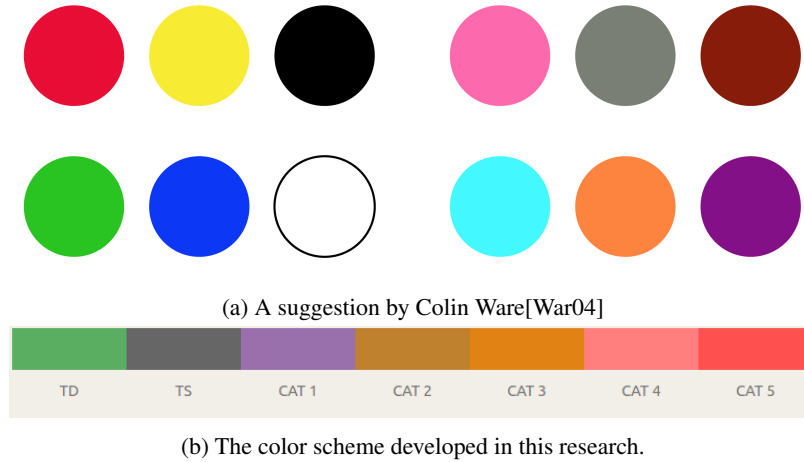 (a) A suggestion by Colin Ware[War04]
TD TS CAT 1 CAT 2 CAT 3 CAT 4 CAT 5
(b) The color scheme developed in this research.